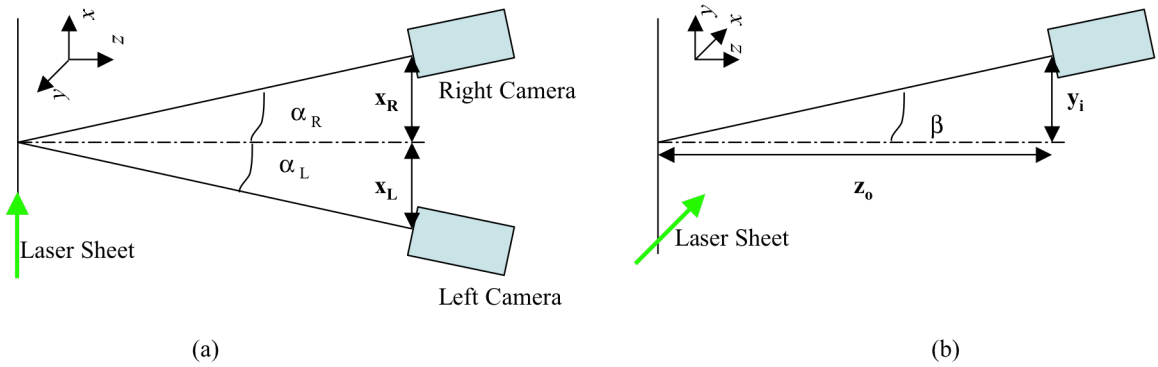 x
z
y
x_R
Right Camera
α_R
α_L
x_L
Laser Sheet
Left Camera
(a)
y
x
z
y_i
β
z_o
Laser Sheet
(b)